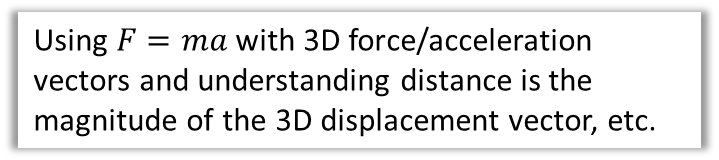 Using F = ma with 3D force/acceleration
vectors and understanding distance is the
magnitude of the 3D displacement vector, etc.